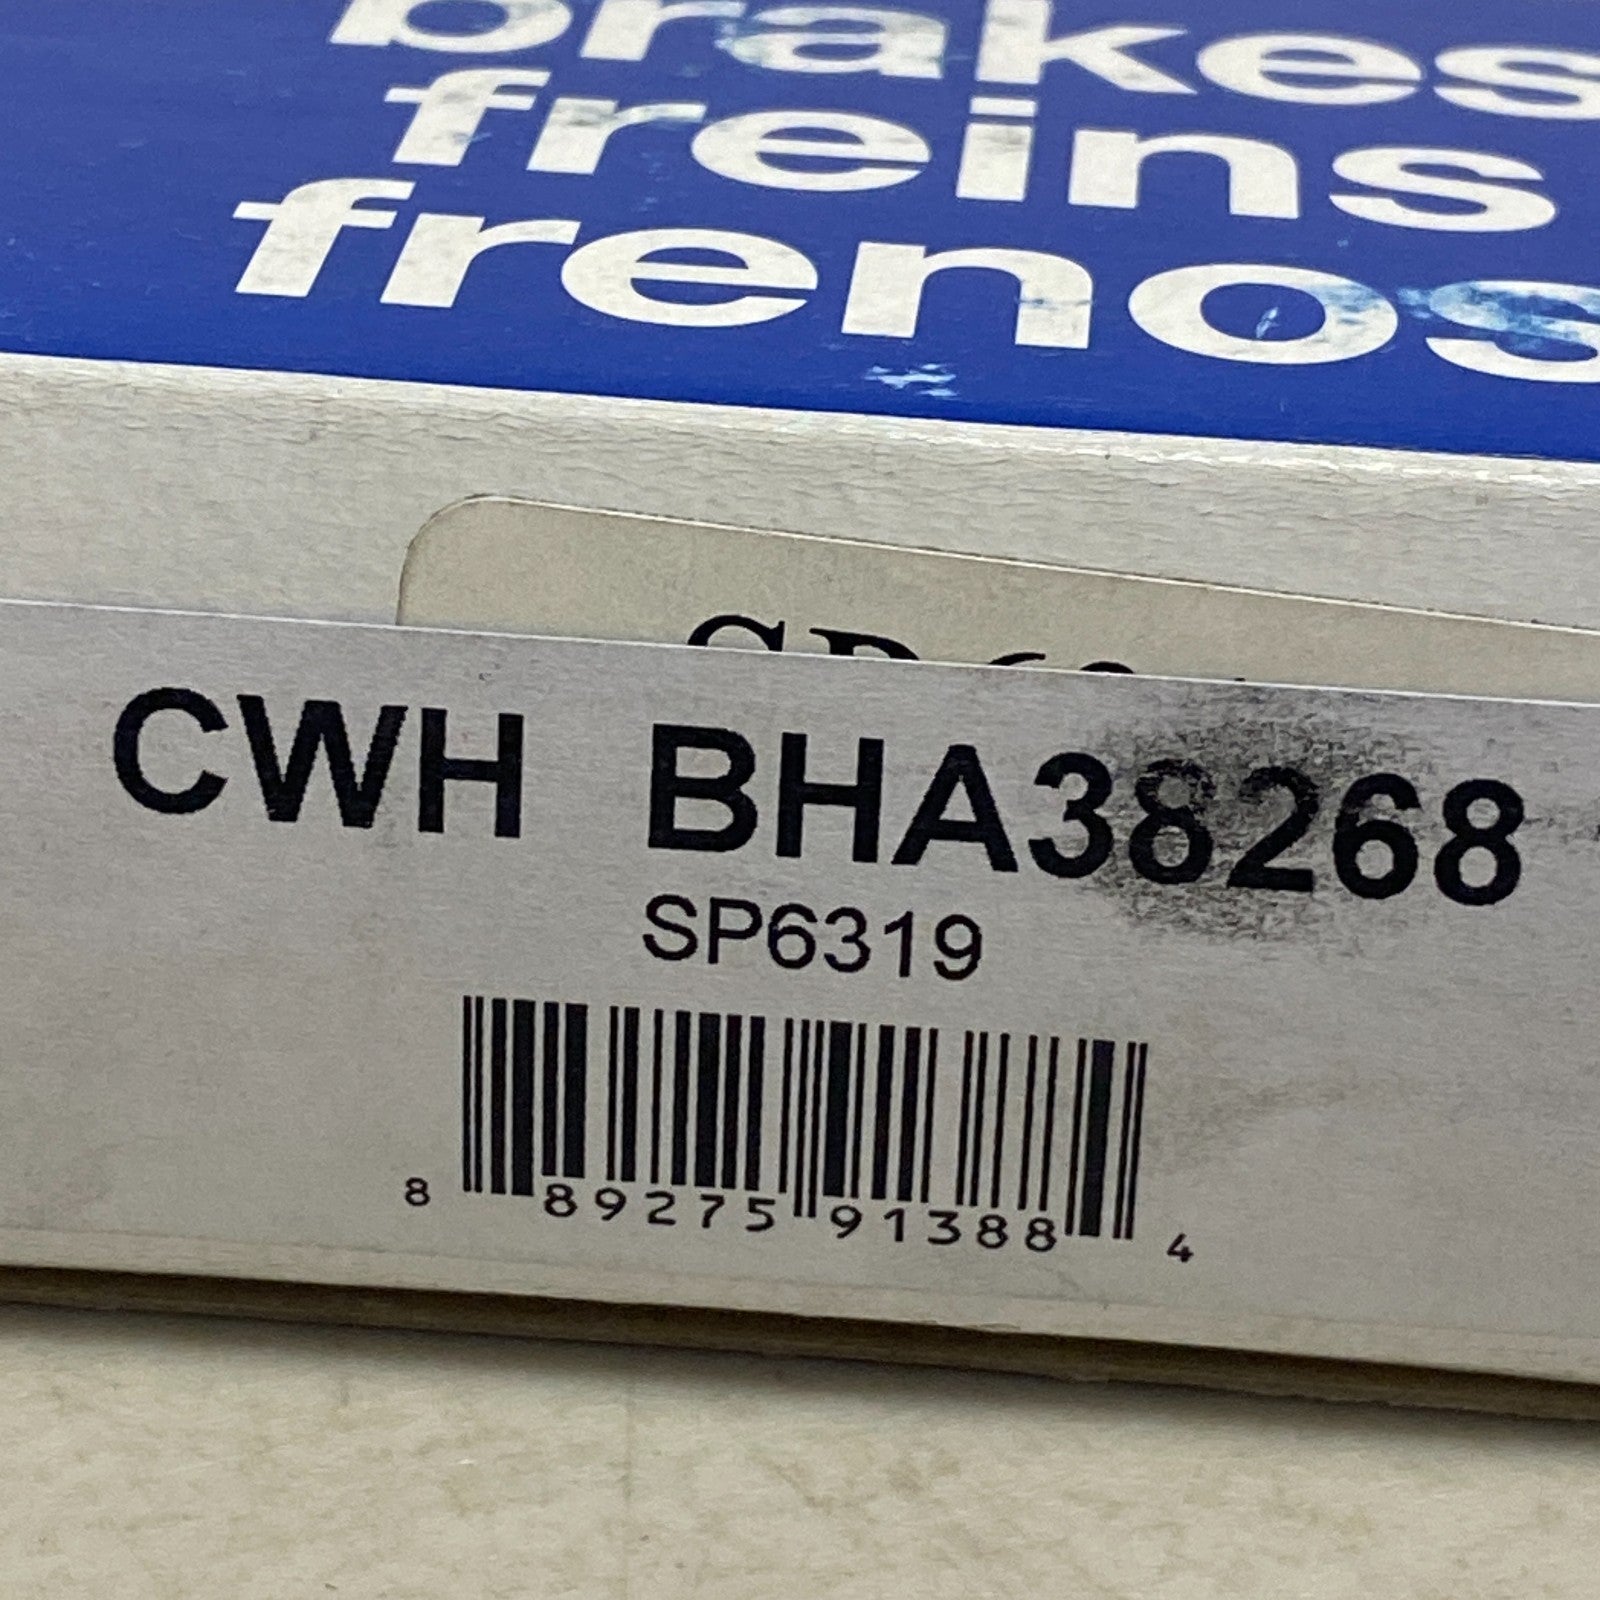 brakes
freins
frenos
CWH BHA38268
SP6319
8 89275 91388 4